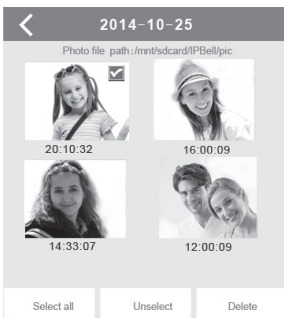 2014-10-25
Photo file path:/mnt/sdcard/IPBell/pic
20:10:32
16:00:09
14:33:07
12:00:09
Select all
Unselect
Delete